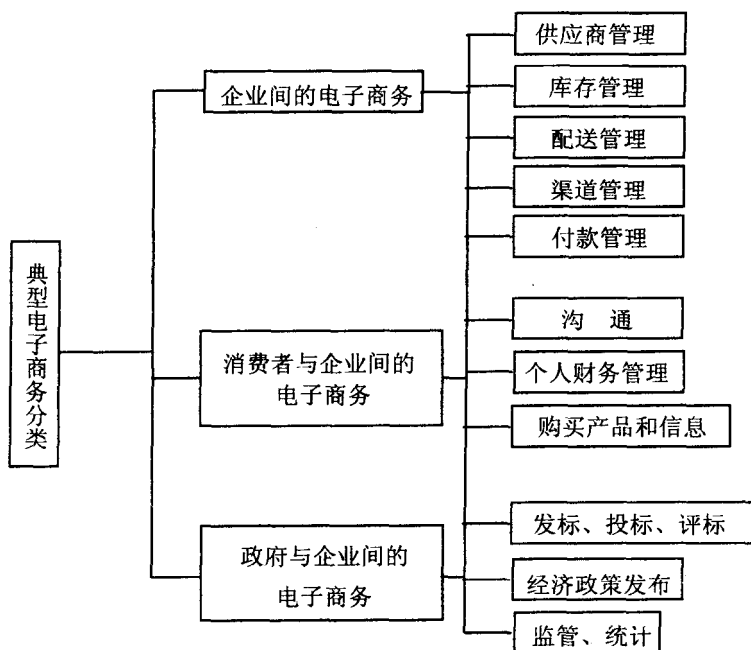 典型电子商务分类
企业间的电子商务
供应商管理
库存管理
配送管理
渠道管理
付款管理
消费者与企业间的
电子商务
沟 通
个人财务管理
购买产品和信息
政府与企业间的
电子商务
发标、投标、评标
经济政策发布
监管、统计